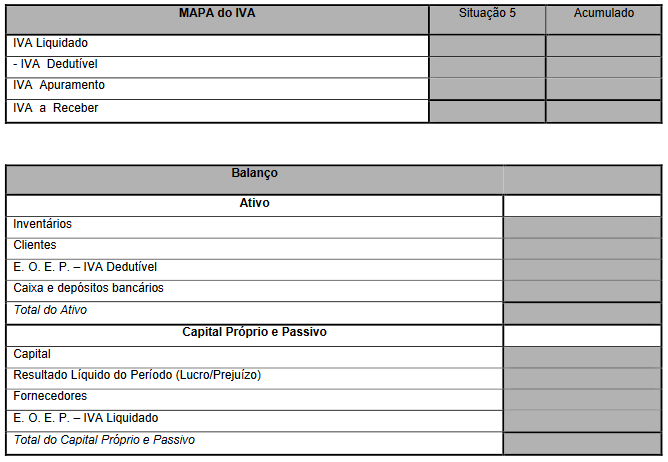 MAPA do IVA Situação 5 Acumulado
IVA Liquidado
- IVA Dedutível
IVA Apuramento
IVA a Receber
Balanço
Ativo
Inventários
Clientes
E. O. E. P. – IVA Dedutível
Caixa e depósitos bancários
Total do Ativo
Capital Próprio e Passivo
Capital
Resultado Líquido do Período (Lucro/Prejuízo)
Fornecedores
E. O. E. P. – IVA Liquidado
Total do Capital Próprio e Passivo